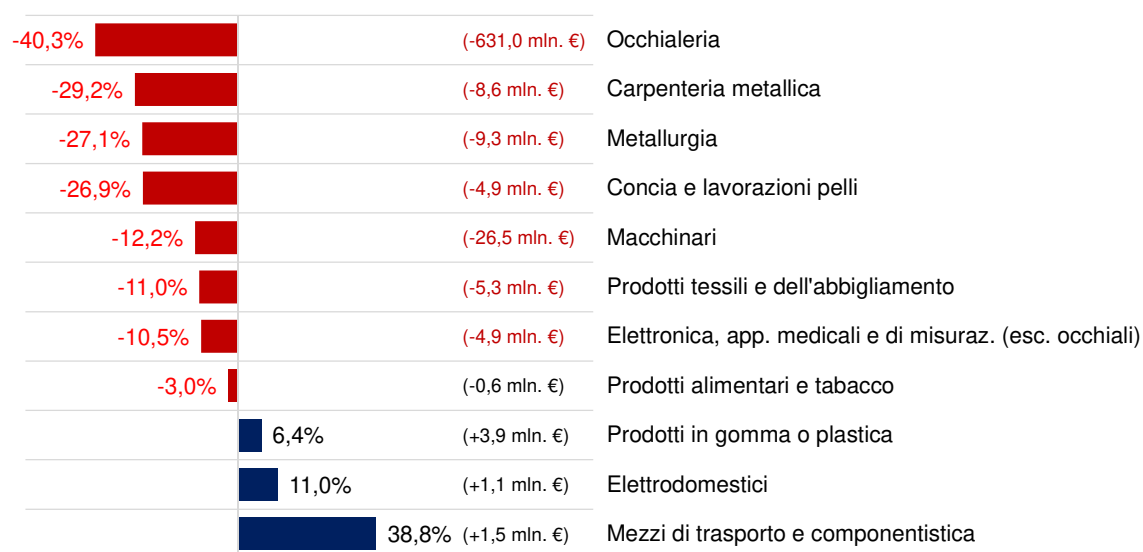 -40,3% (-631,0 mln. €) Occhialeria
-29,2% (-8,6 mln. €) Carpenteria metallica
-27,1% (-9,3 mln. €) Metallurgia
-26,9% (-4,9 mln. €) Concia e lavorazioni pelli
-12,2% (-26,5 mln. €) Macchinari
-11,0% (-5,3 mln. €) Prodotti tessili e dell'abbigliamento
-10,5% (-4,9 mln. €) Elettronica, app. medicali e di misuraz. (esc. occhiali)
-3,0% (-0,6 mln. €) Prodotti alimentari e tabacco
6,4% (+3,9 mln. €) Prodotti in gomma o plastica
11,0% (+1,1 mln. €) Elettrodomestici
38,8% (+1,5 mln. €) Mezzi di trasporto e componentistica